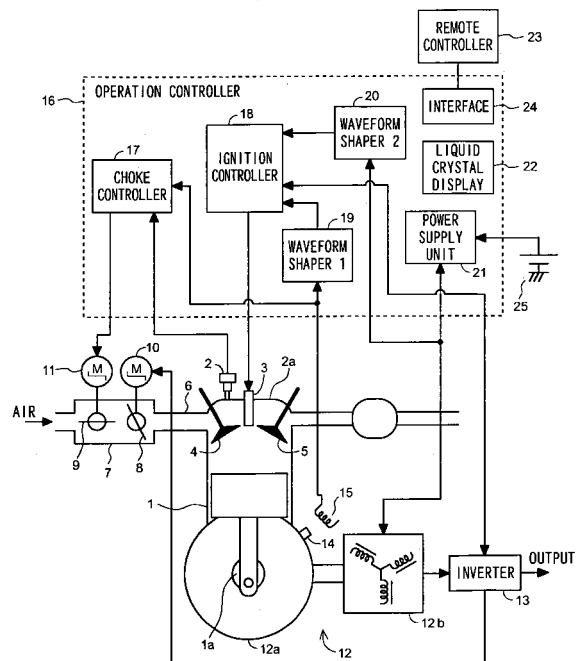 REMOTE
CONTROLLER
23
16
OPERATION CONTROLLER
INTERFACE
24
18
IGNITION
CONTROLLER
20
WAVEFORM
SHAPER 2
LIQUID
CRYSTAL
DISPLAY
22
17
CHOKE
CONTROLLER
19
WAVEFORM
SHAPER 1
POWER
SUPPLY
UNIT
21
25
10
11
M
M
2
3
2a
6
AIR
9
7
8
4
5
1
15
14
OUTPUT
INVERTER
13
1a
12a
12
12b